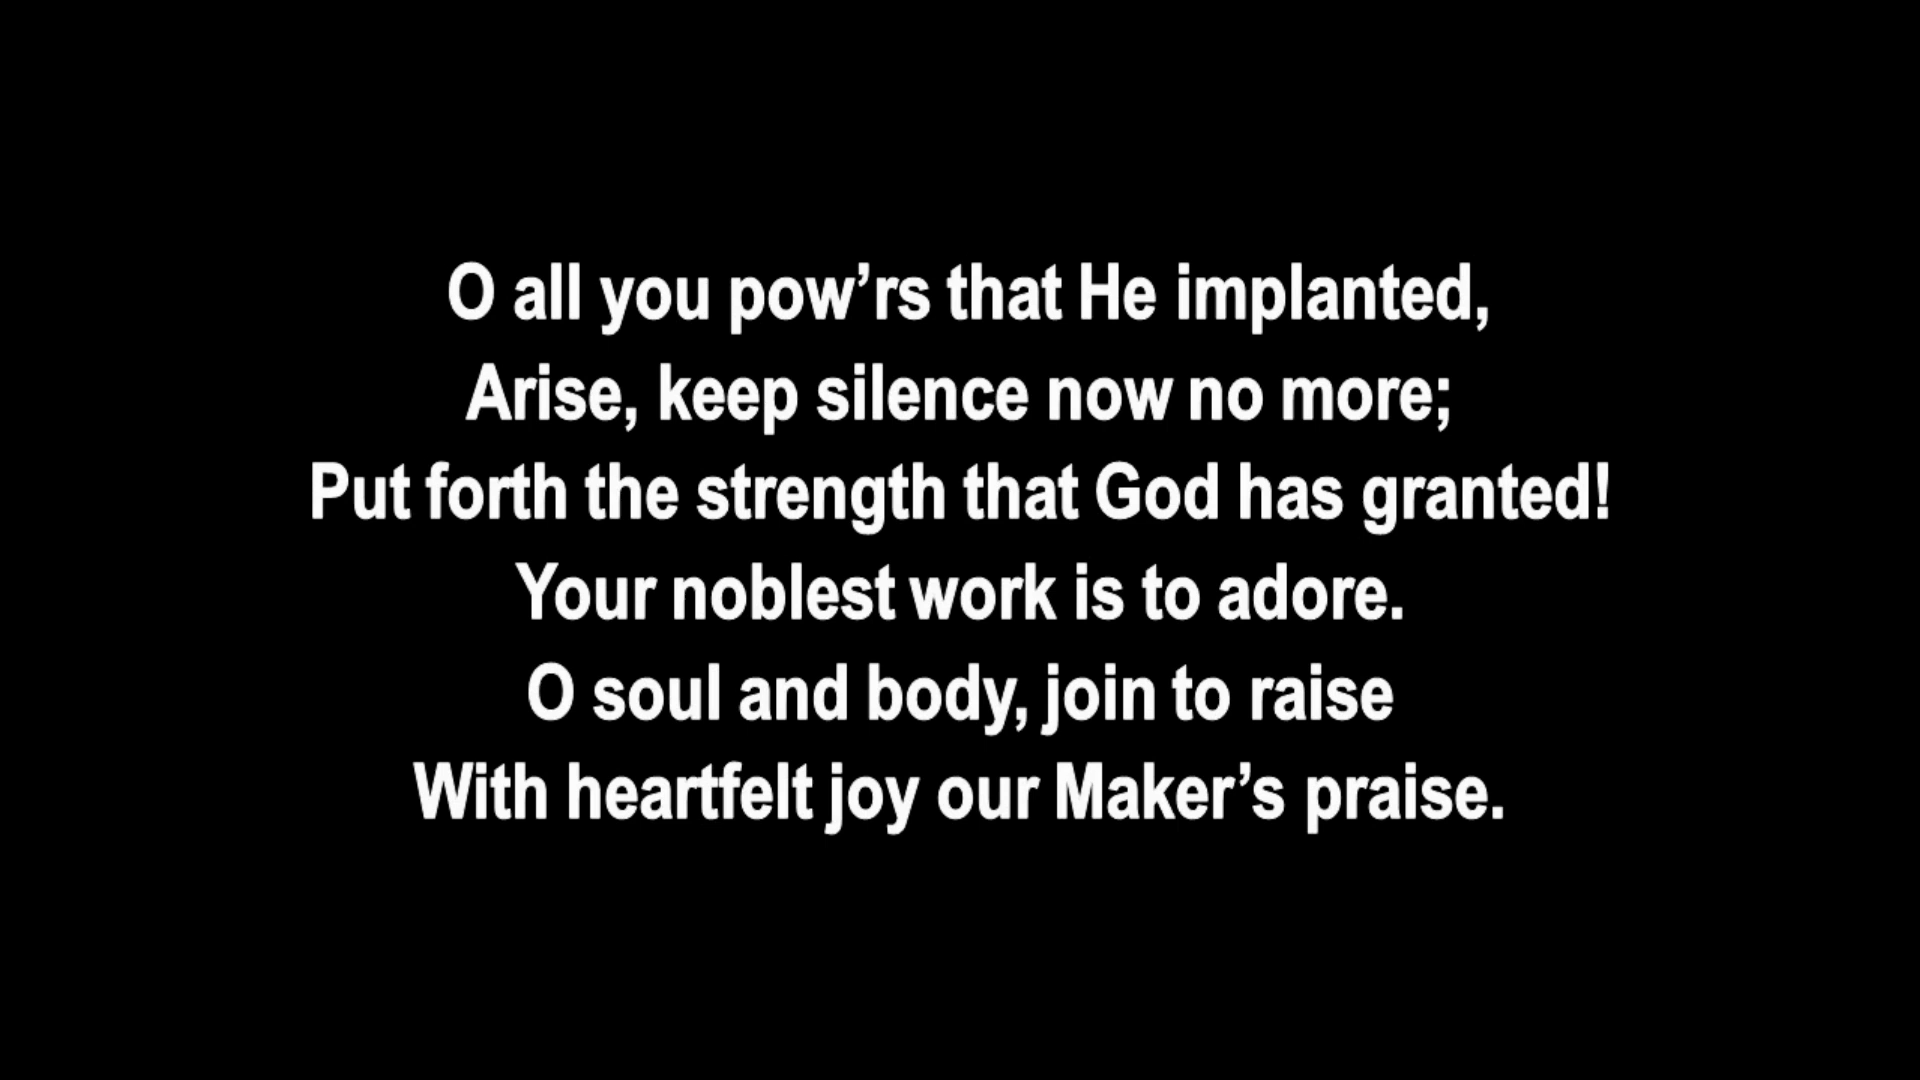 O all you pow’rs that He implanted,
Arise, keep silence now no more;
Put forth the strength that God has granted!
Your noblest work is to adore.
O soul and body, join to raise
With heartfelt joy our Maker’s praise.